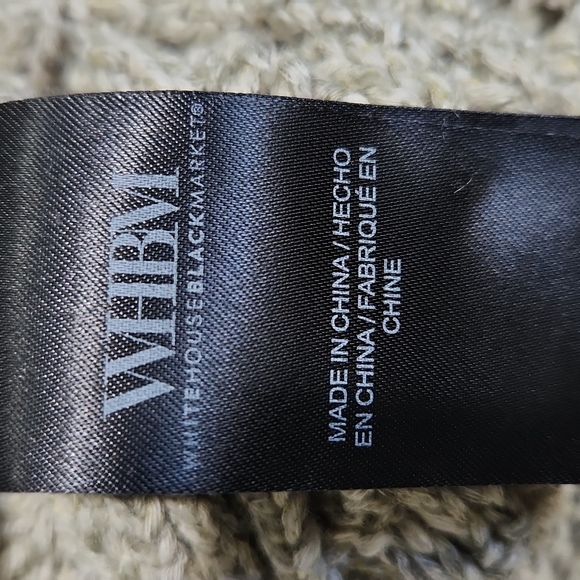 WHBM
WHITEHOUSEBLACKMARKET®
MADE IN CHINA / HECHO
EN CHINA / FABRIQUÉ EN
CHINE